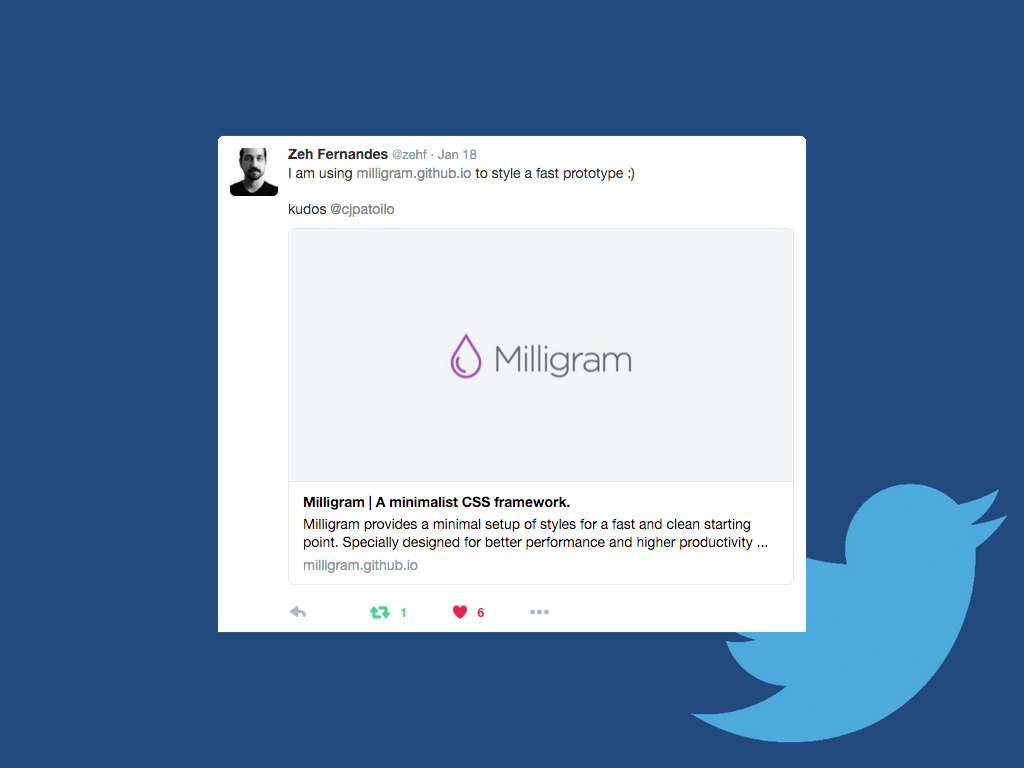 Zeh Fernandes @zehf · Jan 18
I am using milligram.github.io to style a fast prototype :)
kudos @cjpatoilo
Milligram
Milligram | A minimalist CSS framework.
Milligram provides a minimal setup of styles for a fast and clean starting
point. Specially designed for better performance and higher productivity ...
milligram.github.io
1 6